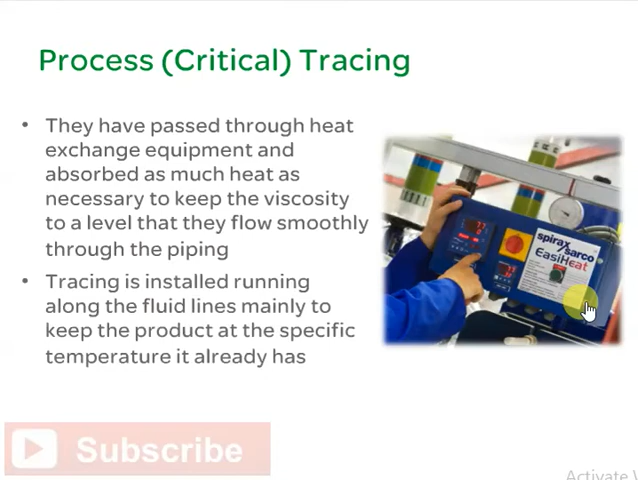 Process (Critical) Tracing
• They have passed through heat
exchange equipment and
absorbed as much heat as
necessary to keep the viscosity
to a level that they flow smoothly
through the piping
• Tracing is installed running
along the fluid lines mainly to
keep the product at the specific
temperature it already has
spirax
sarco
EasiHeat
Subscribe
Activate